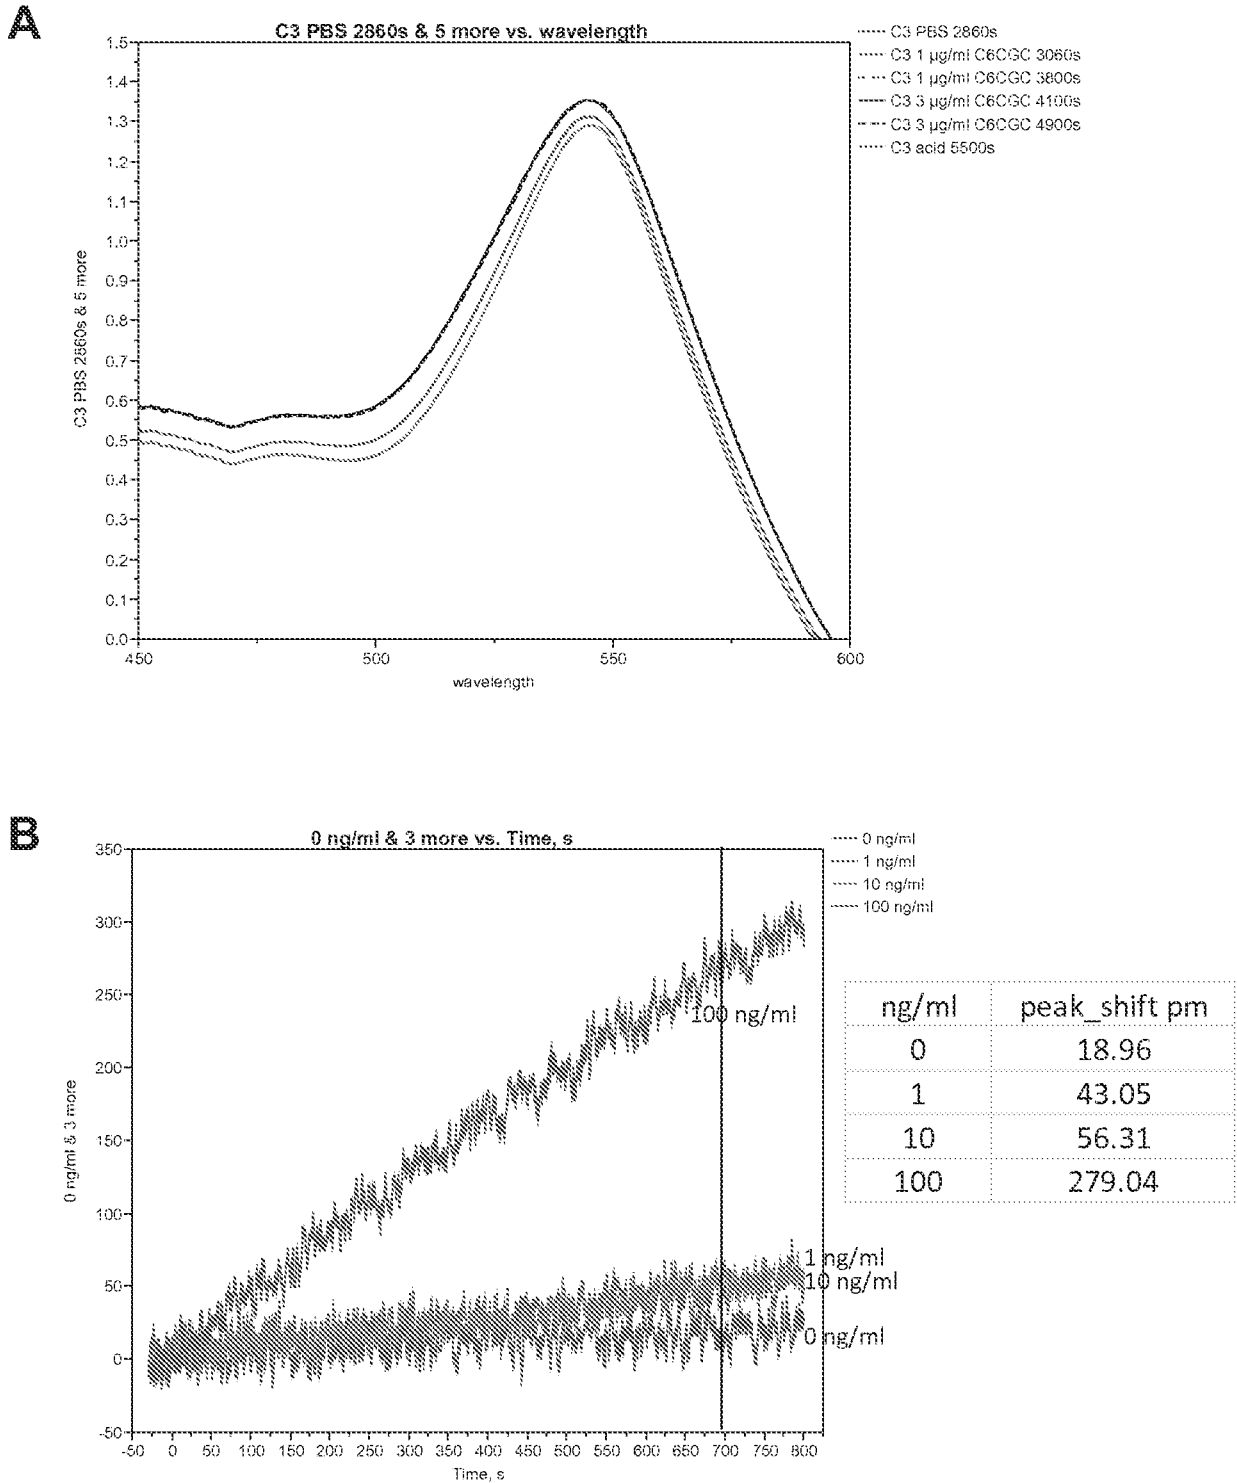 A
C3 PBS 2860s & 5 more vs. wavelength
C3 PBS 2860s
C3 1 µg/ml C6CGC 3060s
C3 1 µg/ml C6CGC 3800s
C3 3 µg/ml C6CGC 4100s
C3 3 µg/ml C6CGC 4900s
C3 acid 5500s
1.5
1.4
1.3
1.2
1.1
1.0
0.9
0.8
0.7
0.6
0.5
0.4
0.3
0.2
0.1
0.0
C3 PBS 2860s & 5 more
450 500 550 600
wavelength
B
0 ng/ml & 3 more vs. Time, s
0 ng/ml
1 ng/ml
10 ng/ml
100 ng/ml
350
300
250
200
150
100
50
0
-50
0 ng/ml & 3 more
100 ng/ml
1 ng/ml
10 ng/ml
0 ng/ml
-50 0 50 100 150 200 250 300 350 400 450 500 550 600 650 700 750 800
Time, s
ng/ml peak_shift pm
0 18.96
1 43.05
10 56.31
100 279.04